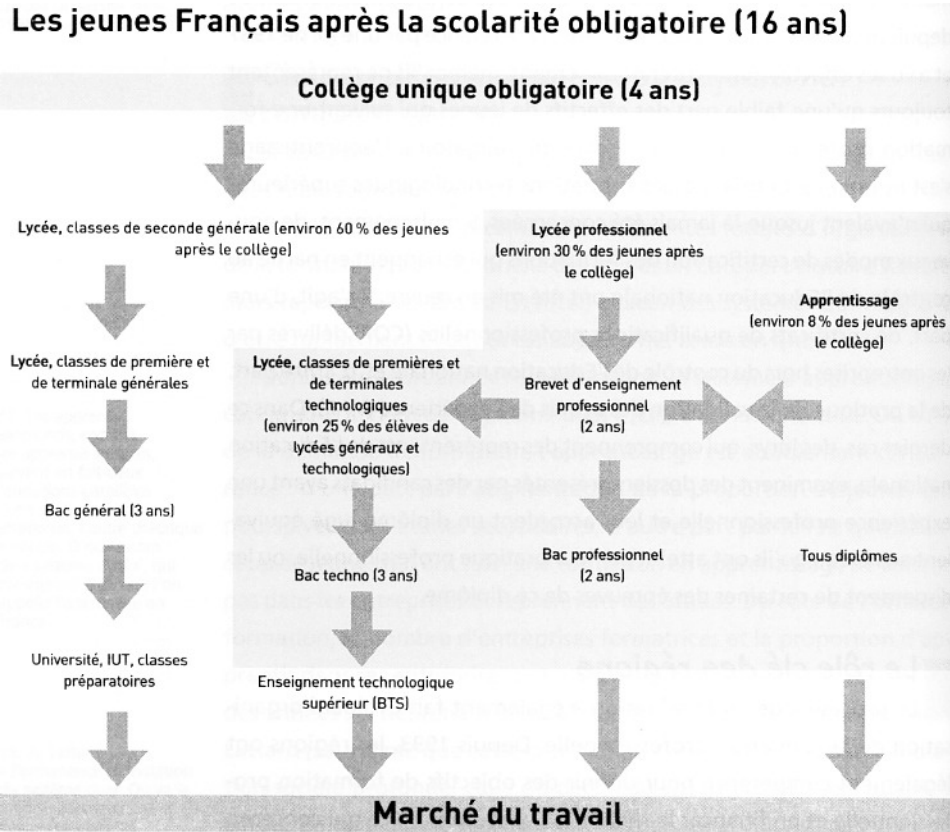 Les jeunes Français après la scolarité obligatoire (16 ans)
Collège unique obligatoire (4 ans)
Lycée, classes de seconde générale (environ 60 % des jeunes
après le collège)
Lycée professionnel
(environ 30 % des jeunes après
le collège)
Apprentissage
(environ 8 % des jeunes après
le collège)
Lycée, classes de première et
de terminale générales
Lycée, classes de premières et
de terminales
technologiques
(environ 25 % des élèves de
lycées généraux et
technologiques)
Brevet d'enseignement
professionnel
(2 ans)
Bac général (3 ans)
Bac techno (3 ans)
Bac professionnel
(2 ans)
Tous diplômes
Université, IUT, classes
préparatoires
Enseignement technologique
supérieur (BTS)
Marché du travail